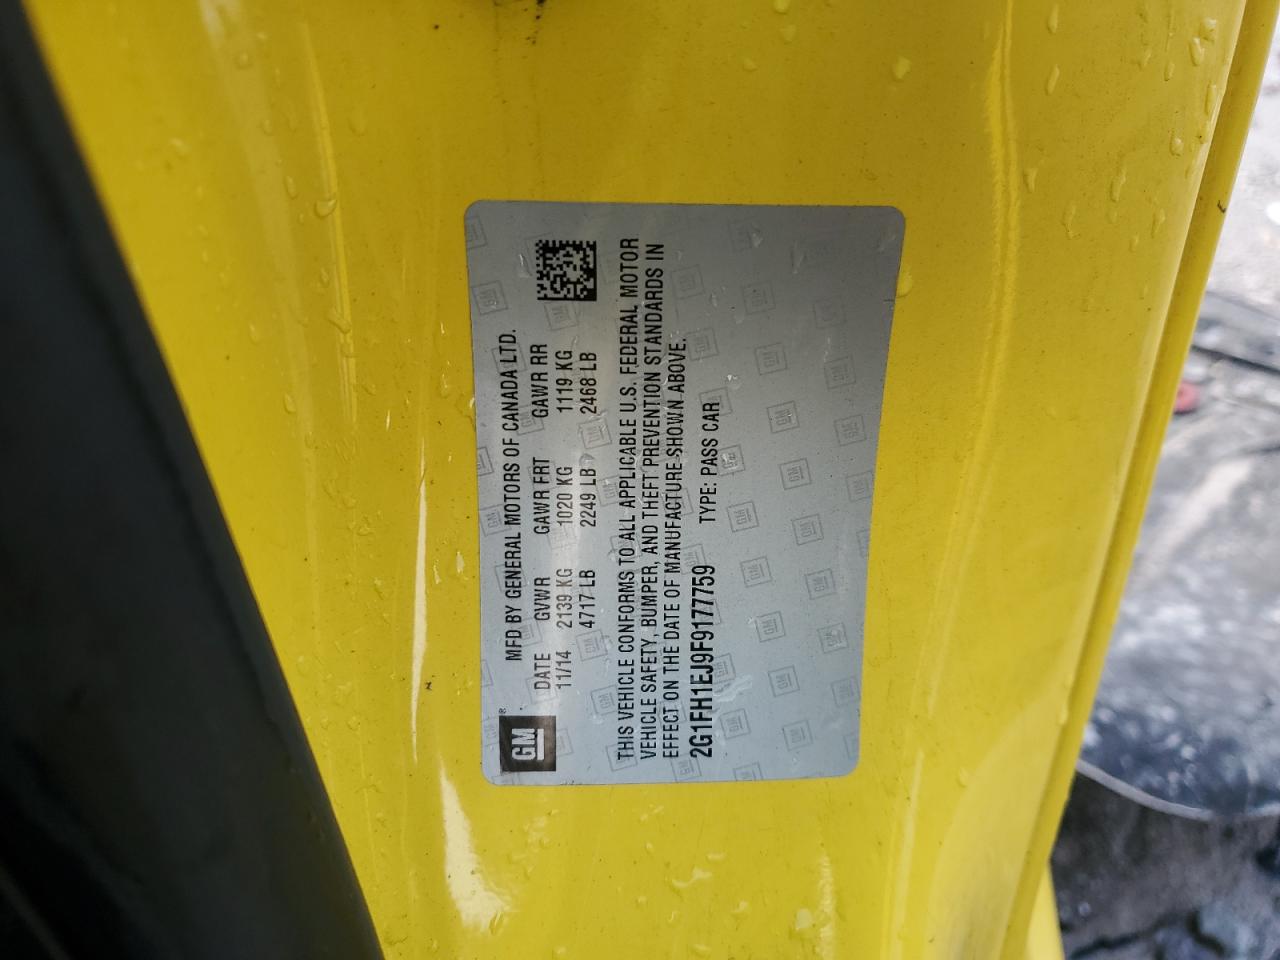 GM ®
MFD BY GENERAL MOTORS OF CANADA LTD.
DATE GVWR GAWR FRT GAWR RR
11/14 2139 KG 1020 KG 1119 KG
4717 LB 2249 LB 2468 LB
THIS VEHICLE CONFORMS TO ALL APPLICABLE U.S. FEDERAL MOTOR
VEHICLE SAFETY, BUMPER, AND THEFT PREVENTION STANDARDS IN
EFFECT ON THE DATE OF MANUFACTURE SHOWN ABOVE.
2G1FH1EJ9F9177759 TYPE: PASS CAR